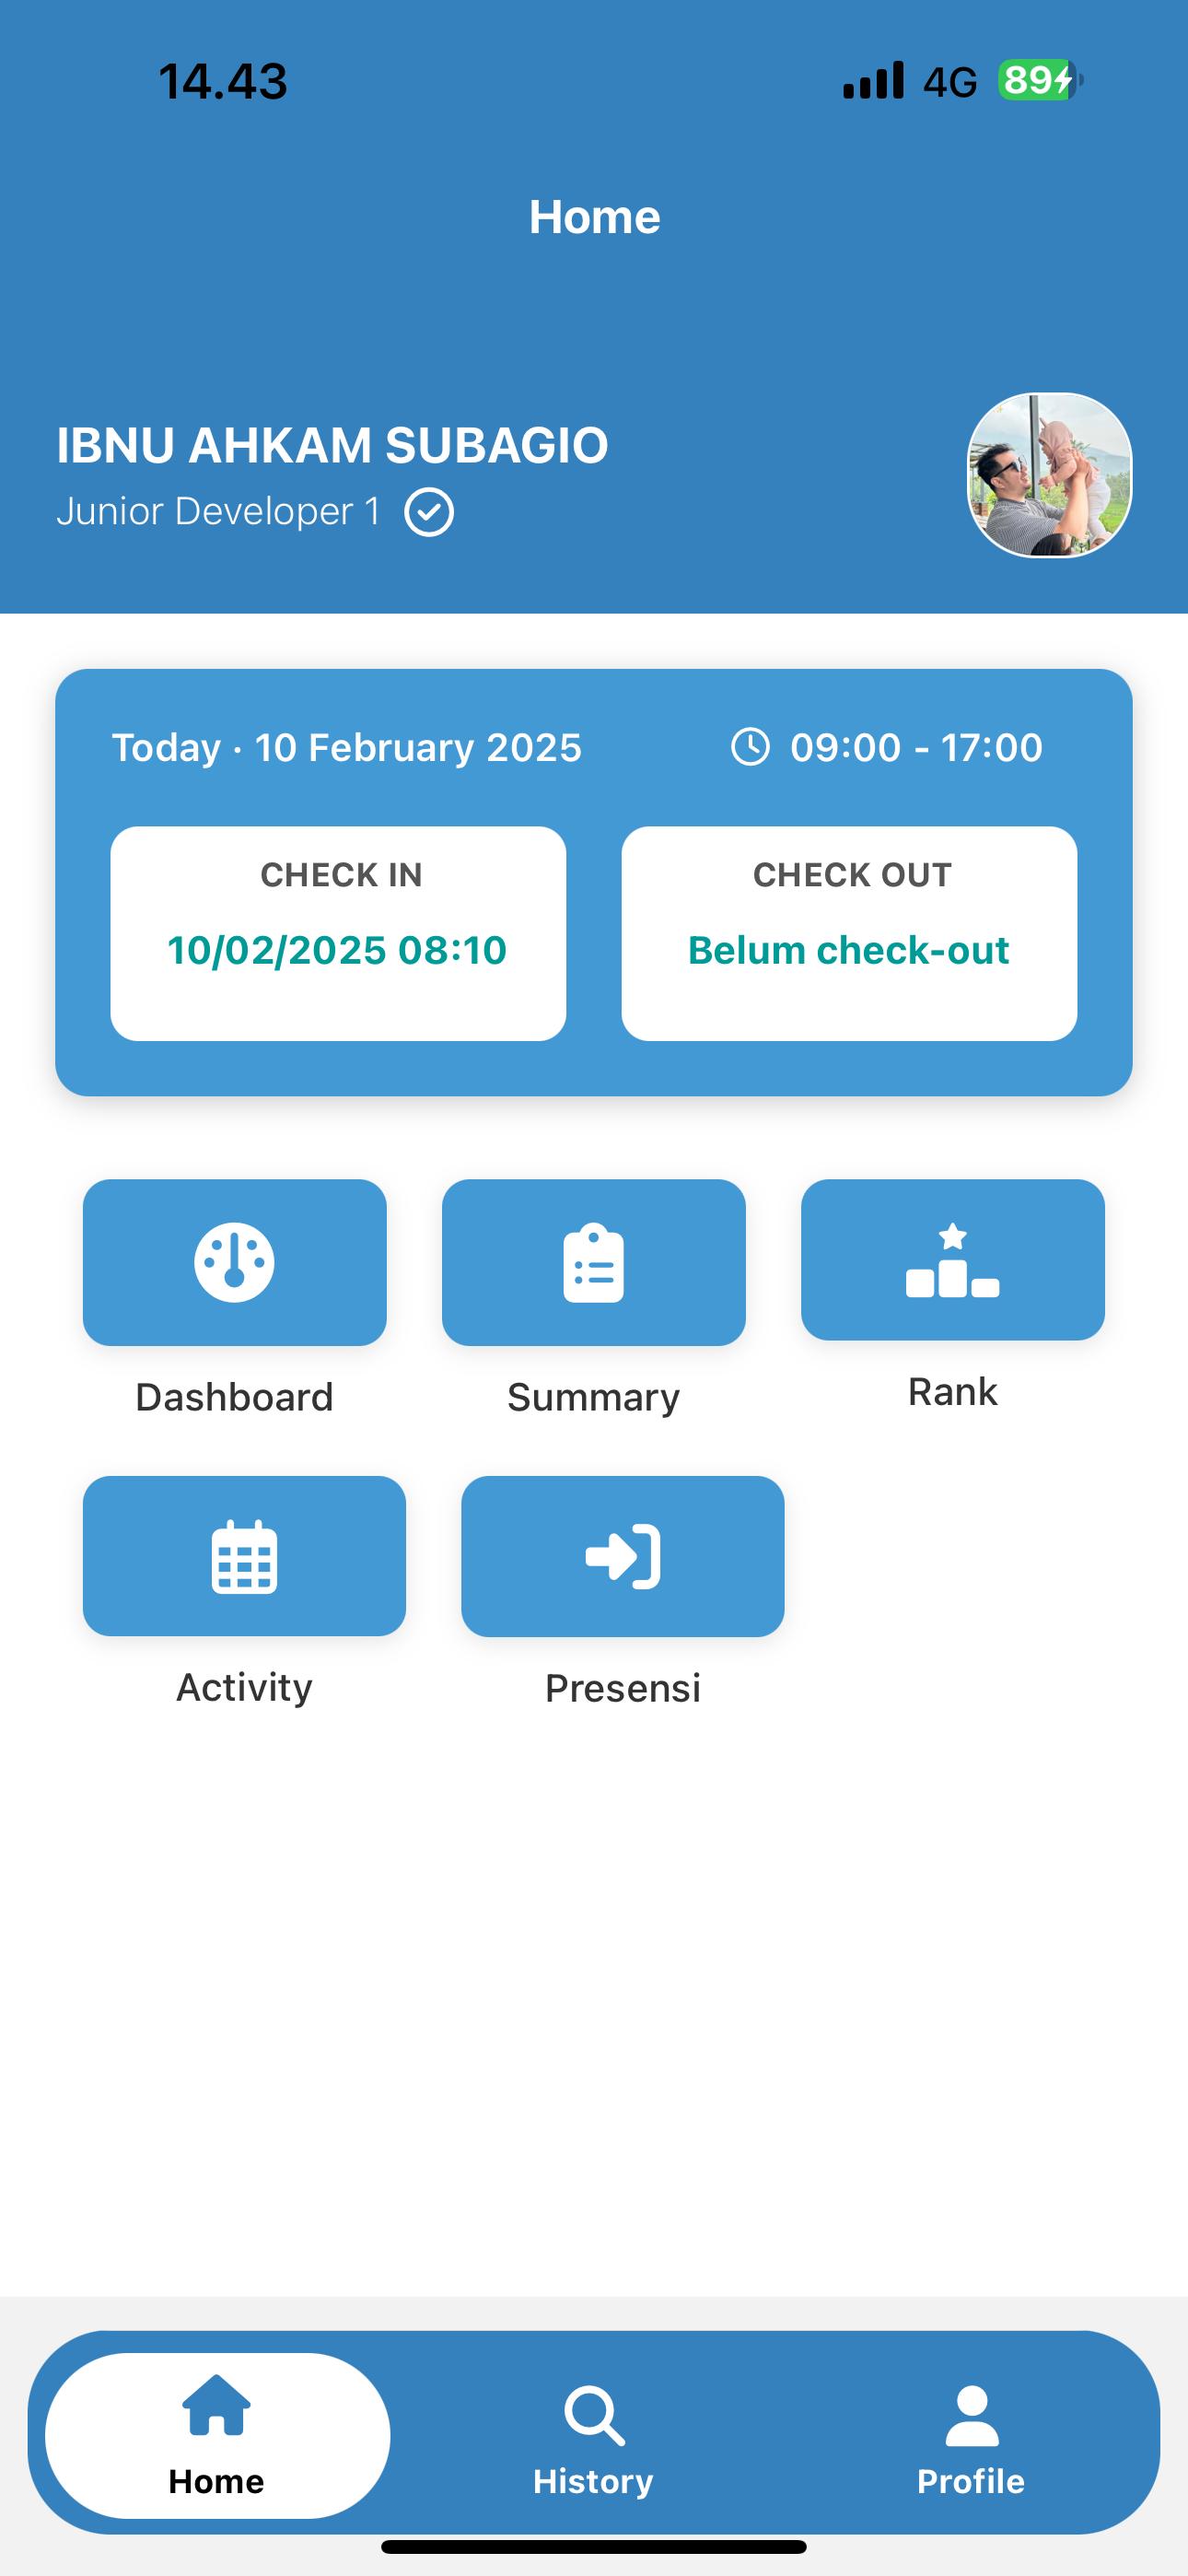 14.43
4G 89
Home
IBNU AHKAM SUBAGIO
Junior Developer 1
Today · 10 February 2025
09:00 - 17:00
CHECK IN
10/02/2025 08:10
CHECK OUT
Belum check-out
Dashboard
Summary
Rank
Activity
Presensi
Home
History
Profile